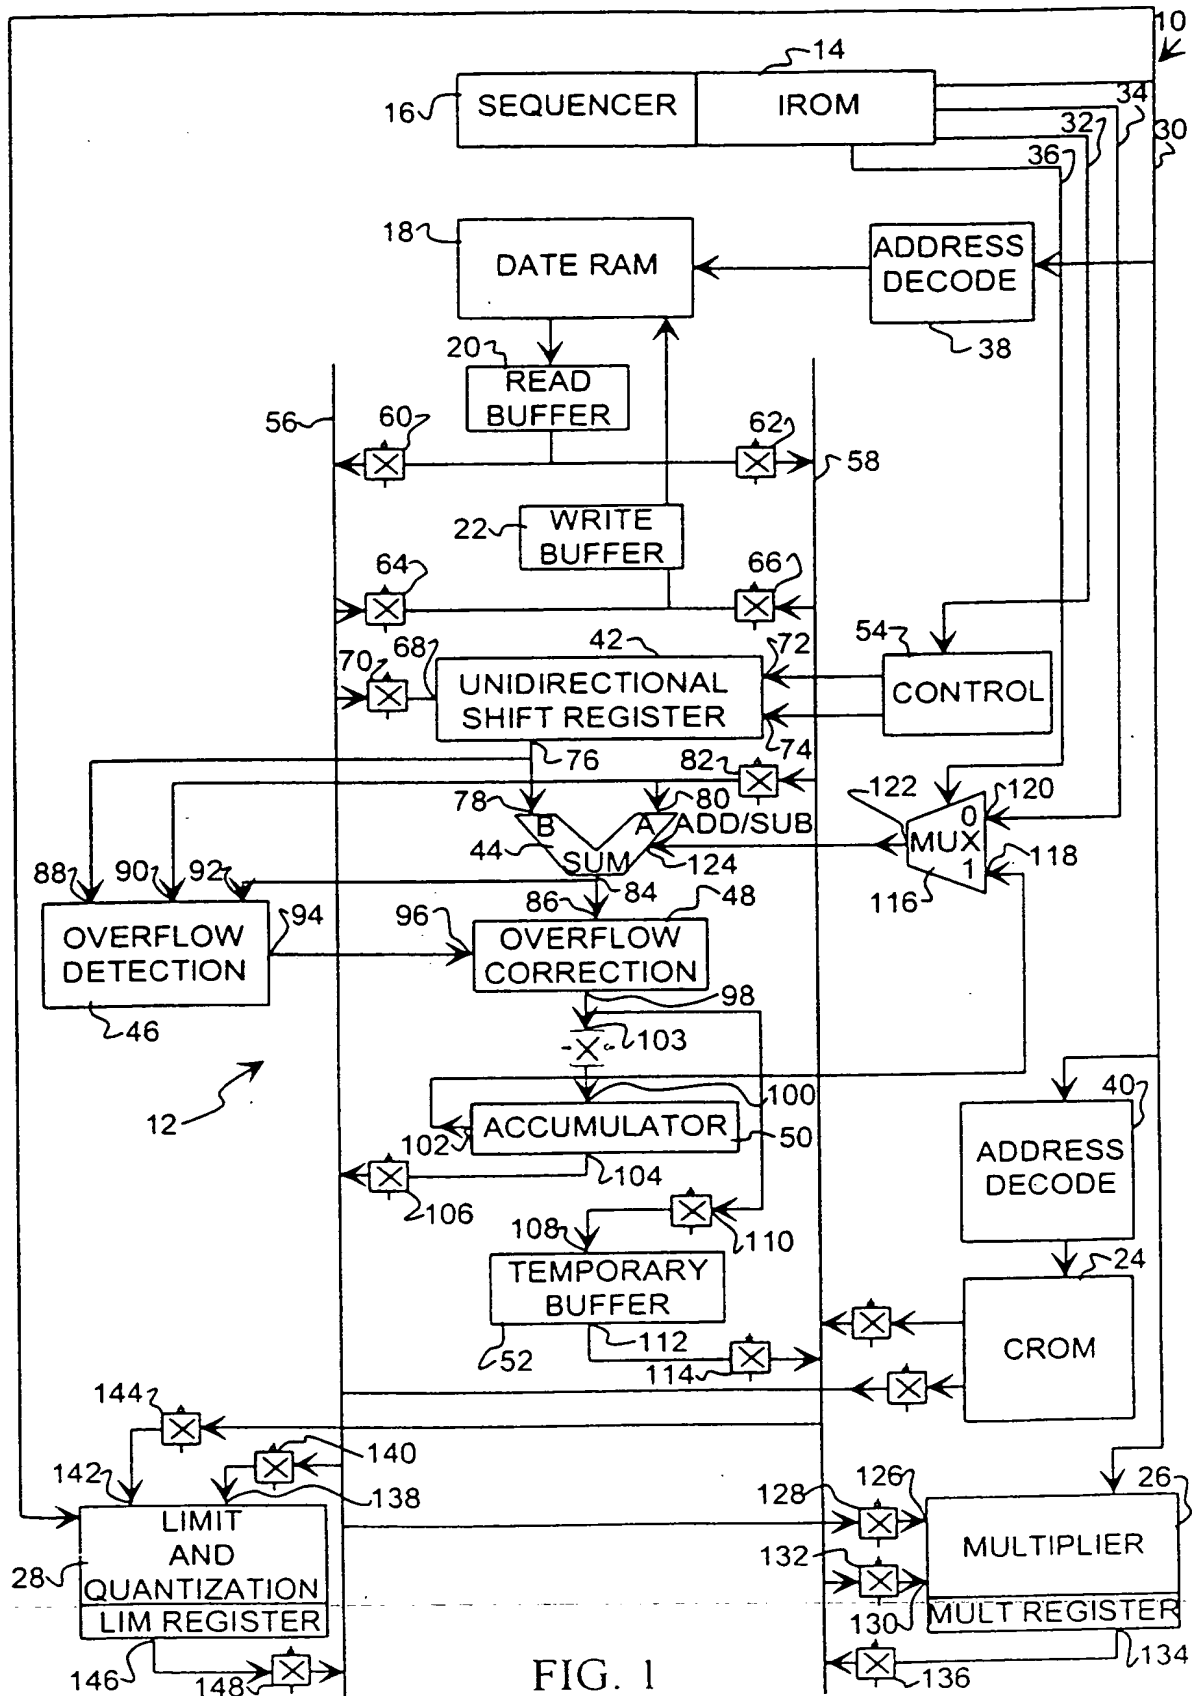 10
14
16
SEQUENCER
IROM
34
32
30
36
18
DATE RAM
ADDRESS
DECODE
38
20
READ
BUFFER
56
60
62
58
22
WRITE
BUFFER
64
66
42
72
54
70
68
UNIDIRECTIONAL
SHIFT REGISTER
CONTROL
76
74
82
78
80
122
120
B
A
ADD/SUB
0
MUX
1
44
SUM
124
118
116
88
90
92
84
86
48
94
96
OVERFLOW
DETECTION
OVERFLOW
CORRECTION
46
98
103
12
100
40
ACCUMULATOR
102
50
104
ADDRESS
DECODE
106
108
110
24
TEMPORARY
BUFFER
52
112
114
CROM
144
140
142
138
128
126
26
LIMIT
AND
QUANTIZATION
28
LIM REGISTER
132
MULTIPLIER
130
MULT REGISTER
146
148
136
134
FIG. 1